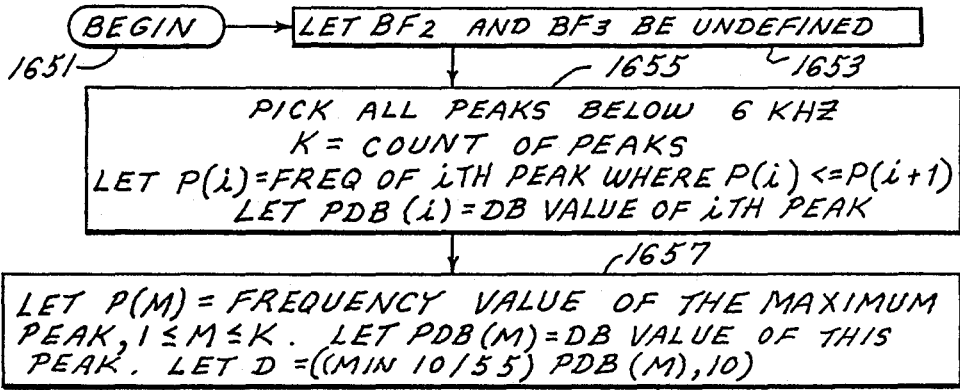 BEGIN
LET BF2 AND BF3 BE UNDEFINED
1651
1655
1653
PICK ALL PEAKS BELOW 6 KHZ
K = COUNT OF PEAKS
LET P(i)=FREQ OF iTH PEAK WHERE P(i) <=P(i+1)
LET PDB(i)=DB VALUE OF iTH PEAK
1657
LET P(M) = FREQUENCY VALUE OF THE MAXIMUM
PEAK, 1 ≤ M ≤ K. LET PDB(M)=DB VALUE OF THIS
PEAK. LET D =((MIN 10/55) PDB(M),10)